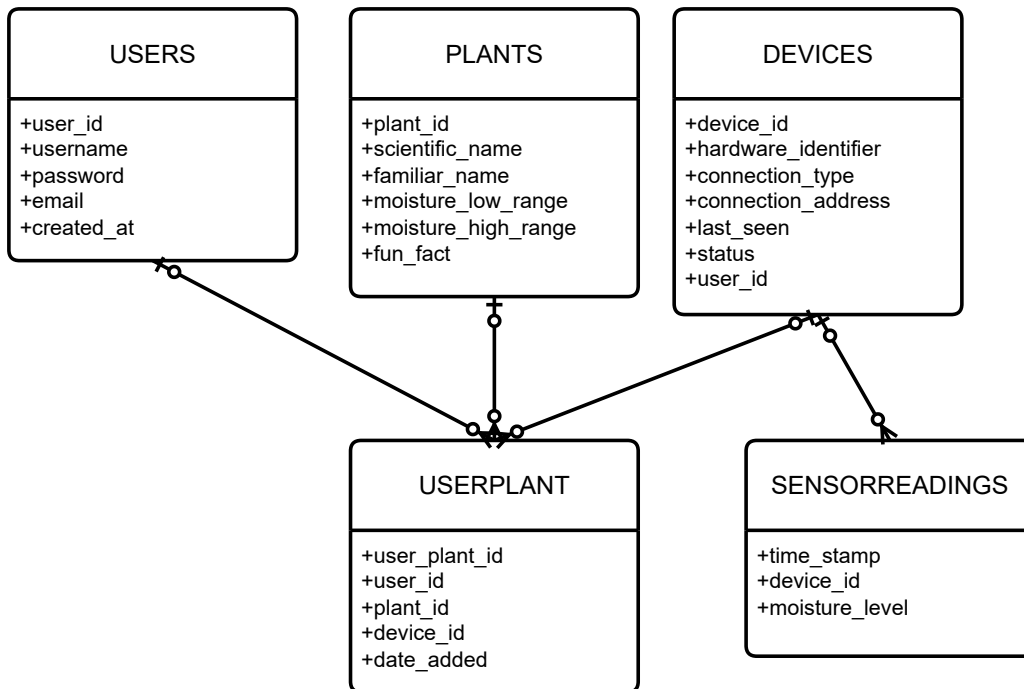 USERS
+user_id
+username
+password
+email
+created_at
PLANTS
+plant_id
+scientific_name
+familiar_name
+moisture_low_range
+moisture_high_range
+fun_fact
DEVICES
+device_id
+hardware_identifier
+connection_type
+connection_address
+last_seen
+status
+user_id
USERPLANT
+user_plant_id
+user_id
+plant_id
+device_id
+date_added
SENSORREADINGS
+time_stamp
+device_id
+moisture_level